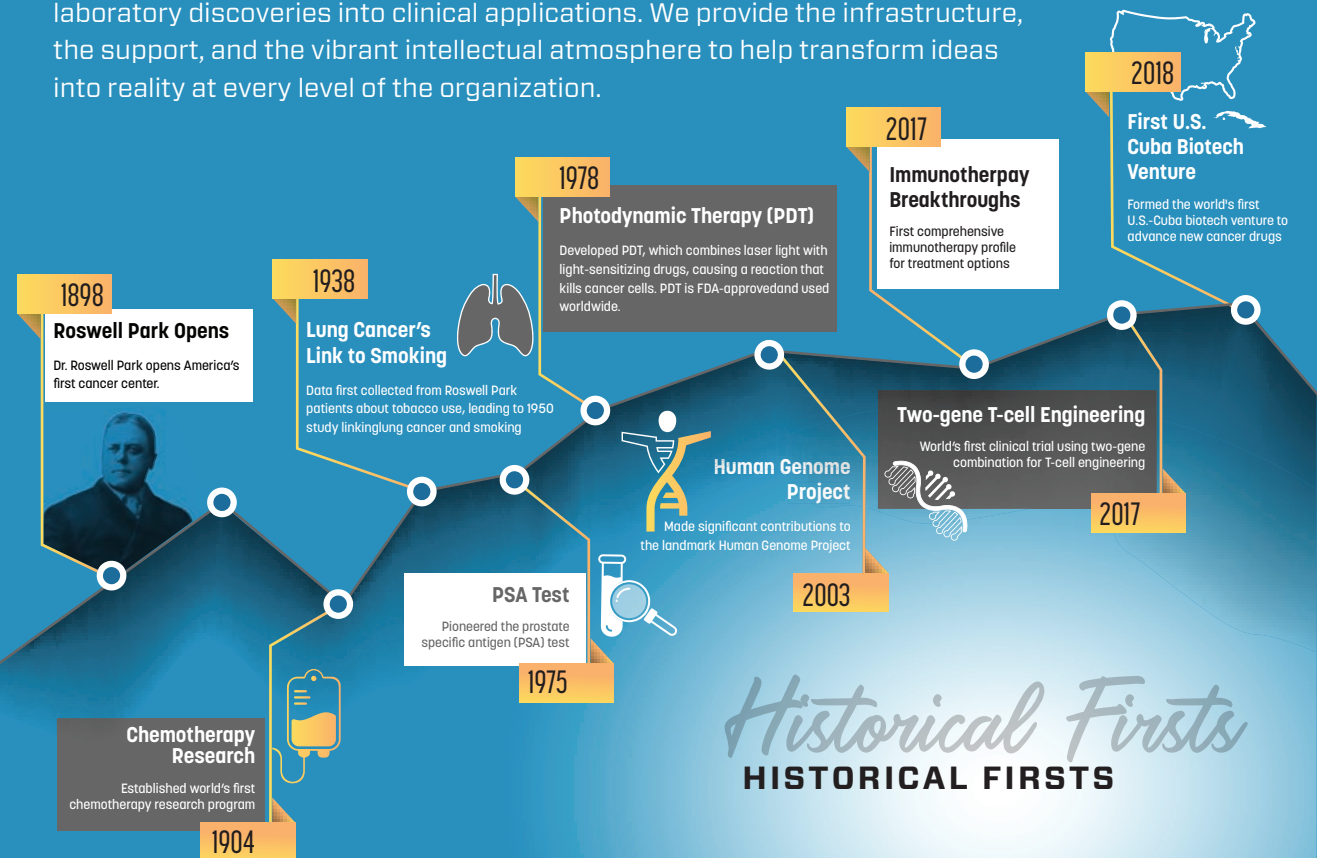 laboratory discoveries into clinical applications. We provide the infrastructure,
the support, and the vibrant intellectual atmosphere to help transform ideas
into reality at every level of the organization.
1898
Roswell Park Opens
Dr. Roswell Park opens America's
first cancer center.
1904
Chemotherapy
Research
Established world's first
chemotherapy research program
1938
Lung Cancer's
Link to Smoking
Data first collected from Roswell Park
patients about tobacco use, leading to 1950
study linkinglung cancer and smoking
1975
PSA Test
Pioneered the prostate
specific antigen (PSA) test
1978
Photodynamic Therapy (PDT)
Developed PDT, which combines laser light with
light-sensitizing drugs, causing a reaction that
kills cancer cells. PDT is FDA-approvedand used
worldwide.
2003
Human Genome
Project
Made significant contributions to
the landmark Human Genome Project
2017
Immunotherpay
Breakthroughs
First comprehensive
immunotherapy profile
for treatment options
2017
Two-gene T-cell Engineering
World's first clinical trial using two-gene
combination for T-cell engineering
2018
First U.S.
Cuba Biotech
Venture
Formed the world's first
U.S.-Cuba biotech venture to
advance new cancer drugs
Historical Firsts
HISTORICAL FIRSTS